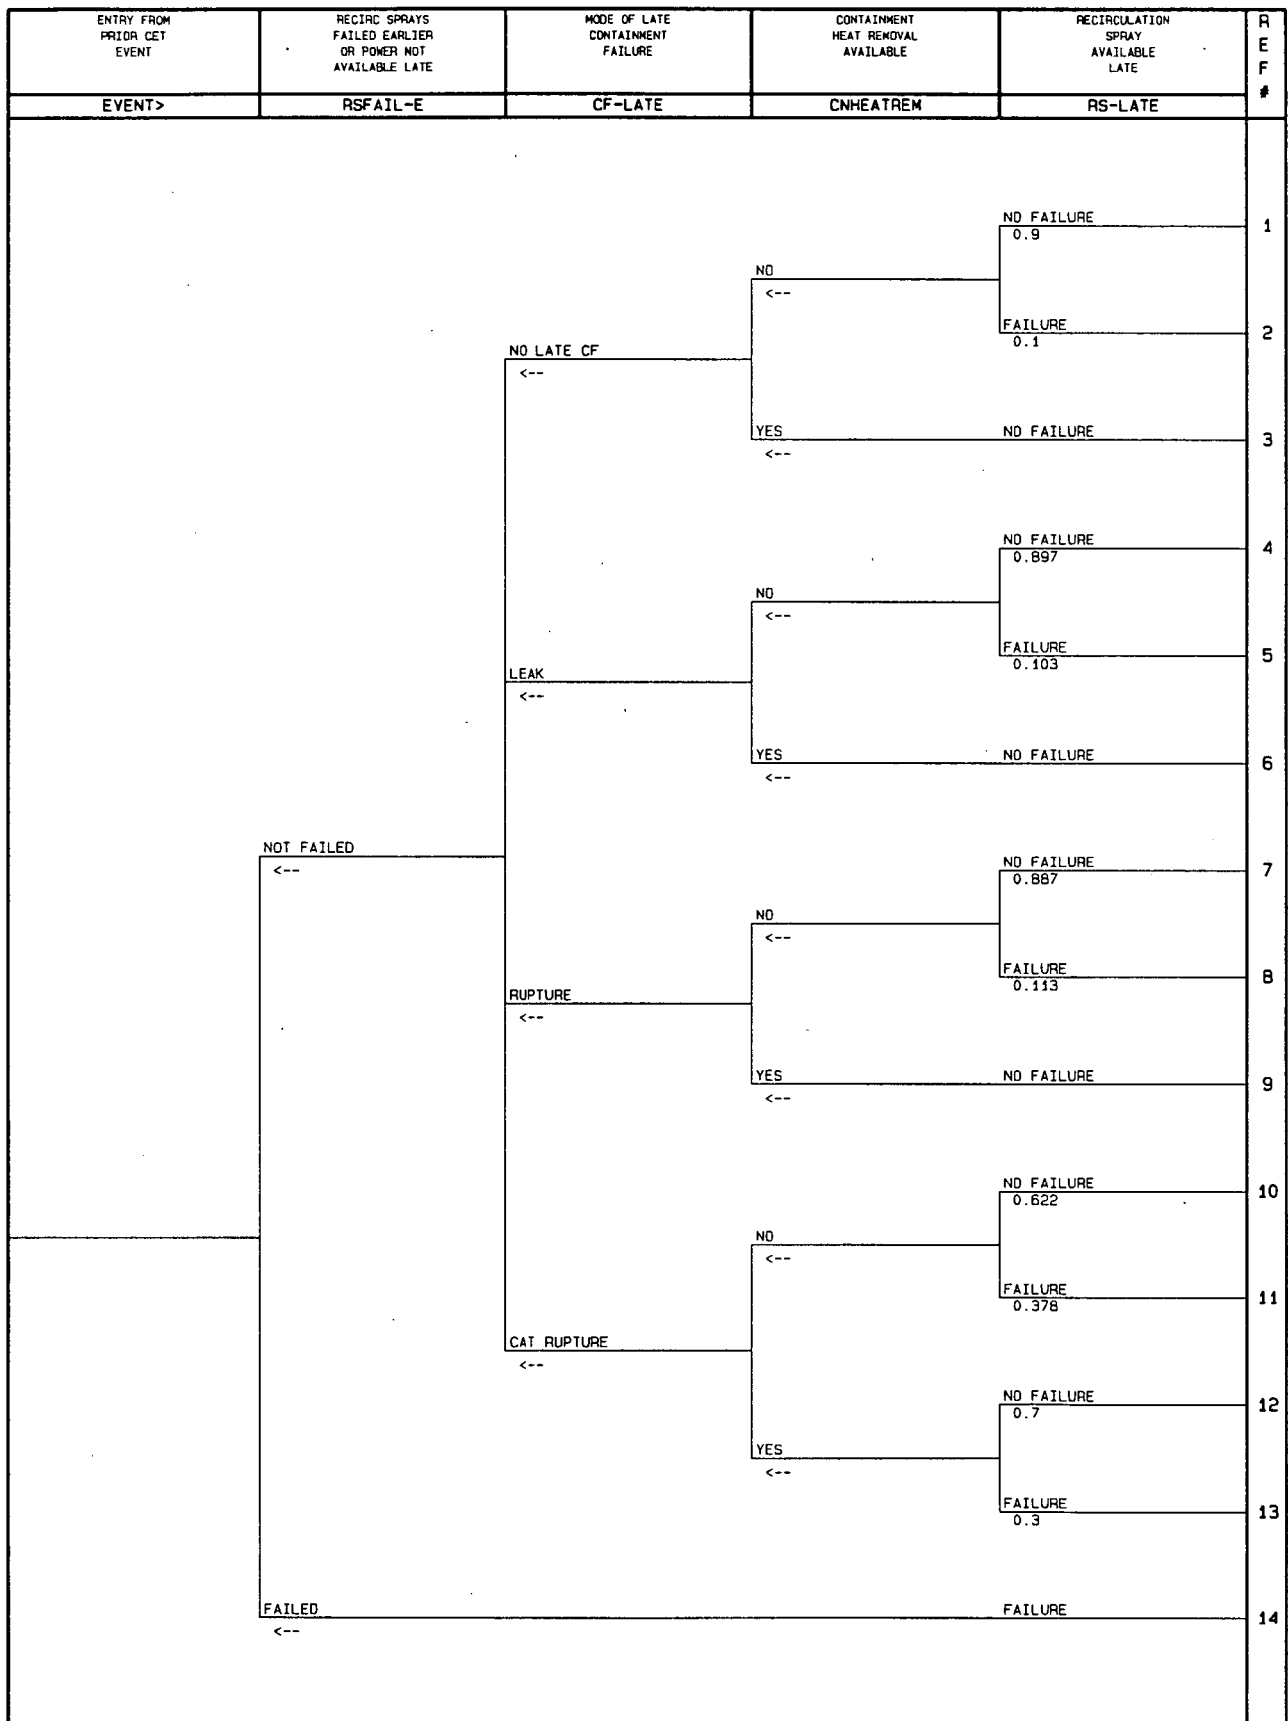 ENTRY FROM
PRIOR CET
EVENT
RECIRC SPRAYS
FAILED EARLIER
OR POWER NOT
AVAILABLE LATE
MODE OF LATE
CONTAINMENT
FAILURE
CONTAINMENT
HEAT REMOVAL
AVAILABLE
RECIRCULATION
SPRAY
AVAILABLE
LATE
R
E
F
#
EVENT>
RSFAIL-E
CF-LATE
CNHEATREM
RS-LATE
NO FAILURE
0.9
1
NO
<--
FAILURE
0.1
2
NO LATE CF
<--
YES
<--
NO FAILURE
3
NO FAILURE
0.897
4
NO
<--
FAILURE
0.103
5
LEAK
<--
YES
<--
NO FAILURE
6
NOT FAILED
<--
NO FAILURE
0.887
7
NO
<--
FAILURE
0.113
8
RUPTURE
<--
YES
<--
NO FAILURE
9
NO FAILURE
0.622
10
NO
<--
FAILURE
0.378
11
CAT RUPTURE
<--
NO FAILURE
0.7
12
YES
<--
FAILURE
0.3
13
FAILED
<--
FAILURE
14